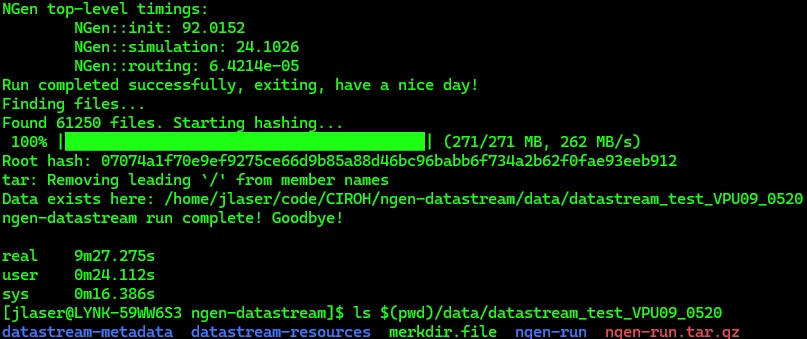 NGen top-level timings:
        NGen::init: 92.0152
        NGen::simulation: 24.1026
        NGen::routing: 6.4214e-05
Run completed successfully, exiting, have a nice day!
Finding files...
Found 61250 files. Starting hashing...
 100% |                                        | (271/271 MB, 262 MB/s)
Root hash: 07074a1f70e9ef9275ce66d9b85a88d46bc96babb6f734a2b62f0fae93eeb912
tar: Removing leading `/' from member names
Data exists here: /home/jlaser/code/CIROH/ngen-datastream/data/datastream_test_VPU09_0520
ngen-datastream run complete! Goodbye!

real    9m27.275s
user    0m24.112s
sys     0m16.386s
[jlaser@LYNK-59WW6S3 ngen-datastream]$ ls $(pwd)/data/datastream_test_VPU09_0520
datastream-metadata  datastream-resources  merkdir.file  ngen-run  ngen-run.tar.gz